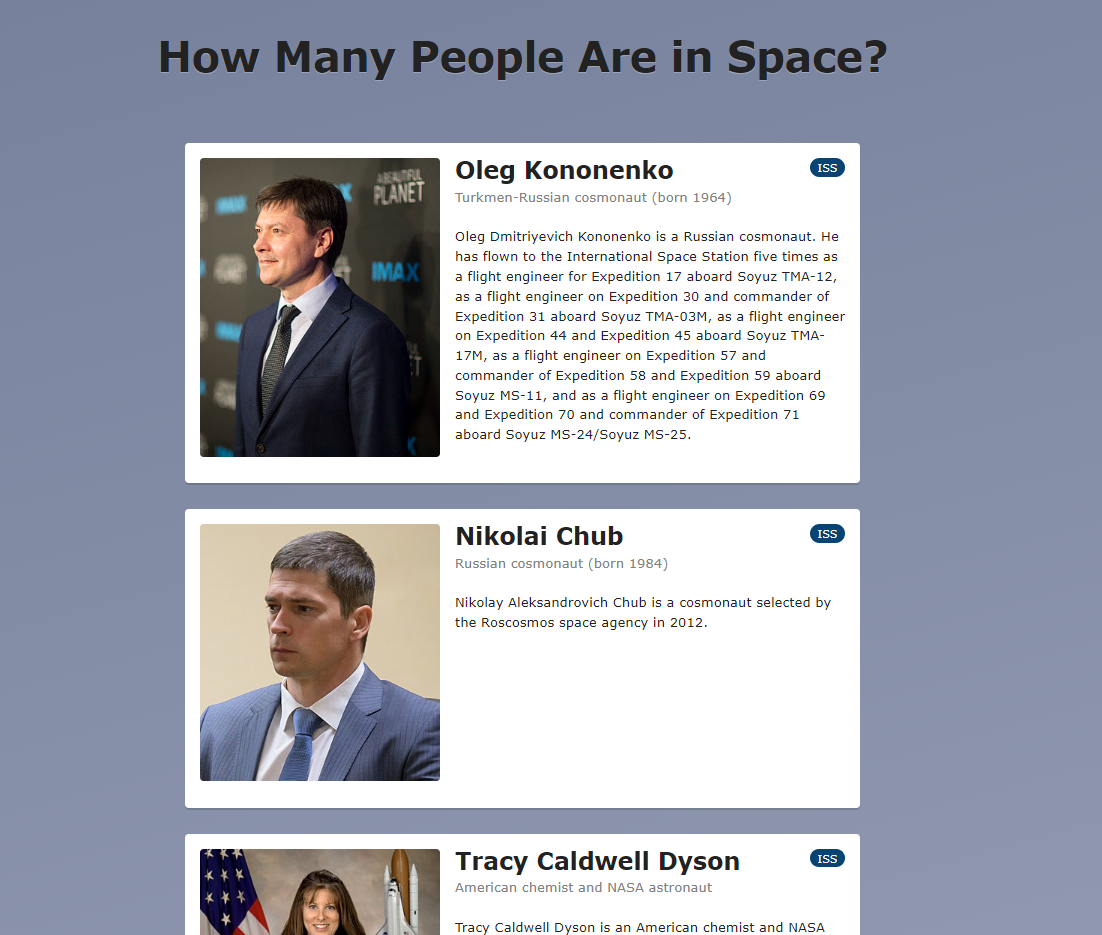 How Many People Are in Space?
A BEAUTIFUL
PLANET
IMAX
IMAX
Oleg Kononenko
ISS
Turkmen-Russian cosmonaut (born 1964)
Oleg Dmitriyevich Kononenko is a Russian cosmonaut. He
has flown to the International Space Station five times as
a flight engineer for Expedition 17 aboard Soyuz TMA-12,
as a flight engineer on Expedition 30 and commander of
Expedition 31 aboard Soyuz TMA-03M, as a flight engineer
on Expedition 44 and Expedition 45 aboard Soyuz TMA-
17M, as a flight engineer on Expedition 57 and
commander of Expedition 58 and Expedition 59 aboard
Soyuz MS-11, and as a flight engineer on Expedition 69
and Expedition 70 and commander of Expedition 71
aboard Soyuz MS-24/Soyuz MS-25.
Nikolai Chub
ISS
Russian cosmonaut (born 1984)
Nikolay Aleksandrovich Chub is a cosmonaut selected by
the Roscosmos space agency in 2012.
Tracy Caldwell Dyson
ISS
American chemist and NASA astronaut
Tracy Caldwell Dyson is an American chemist and NASA